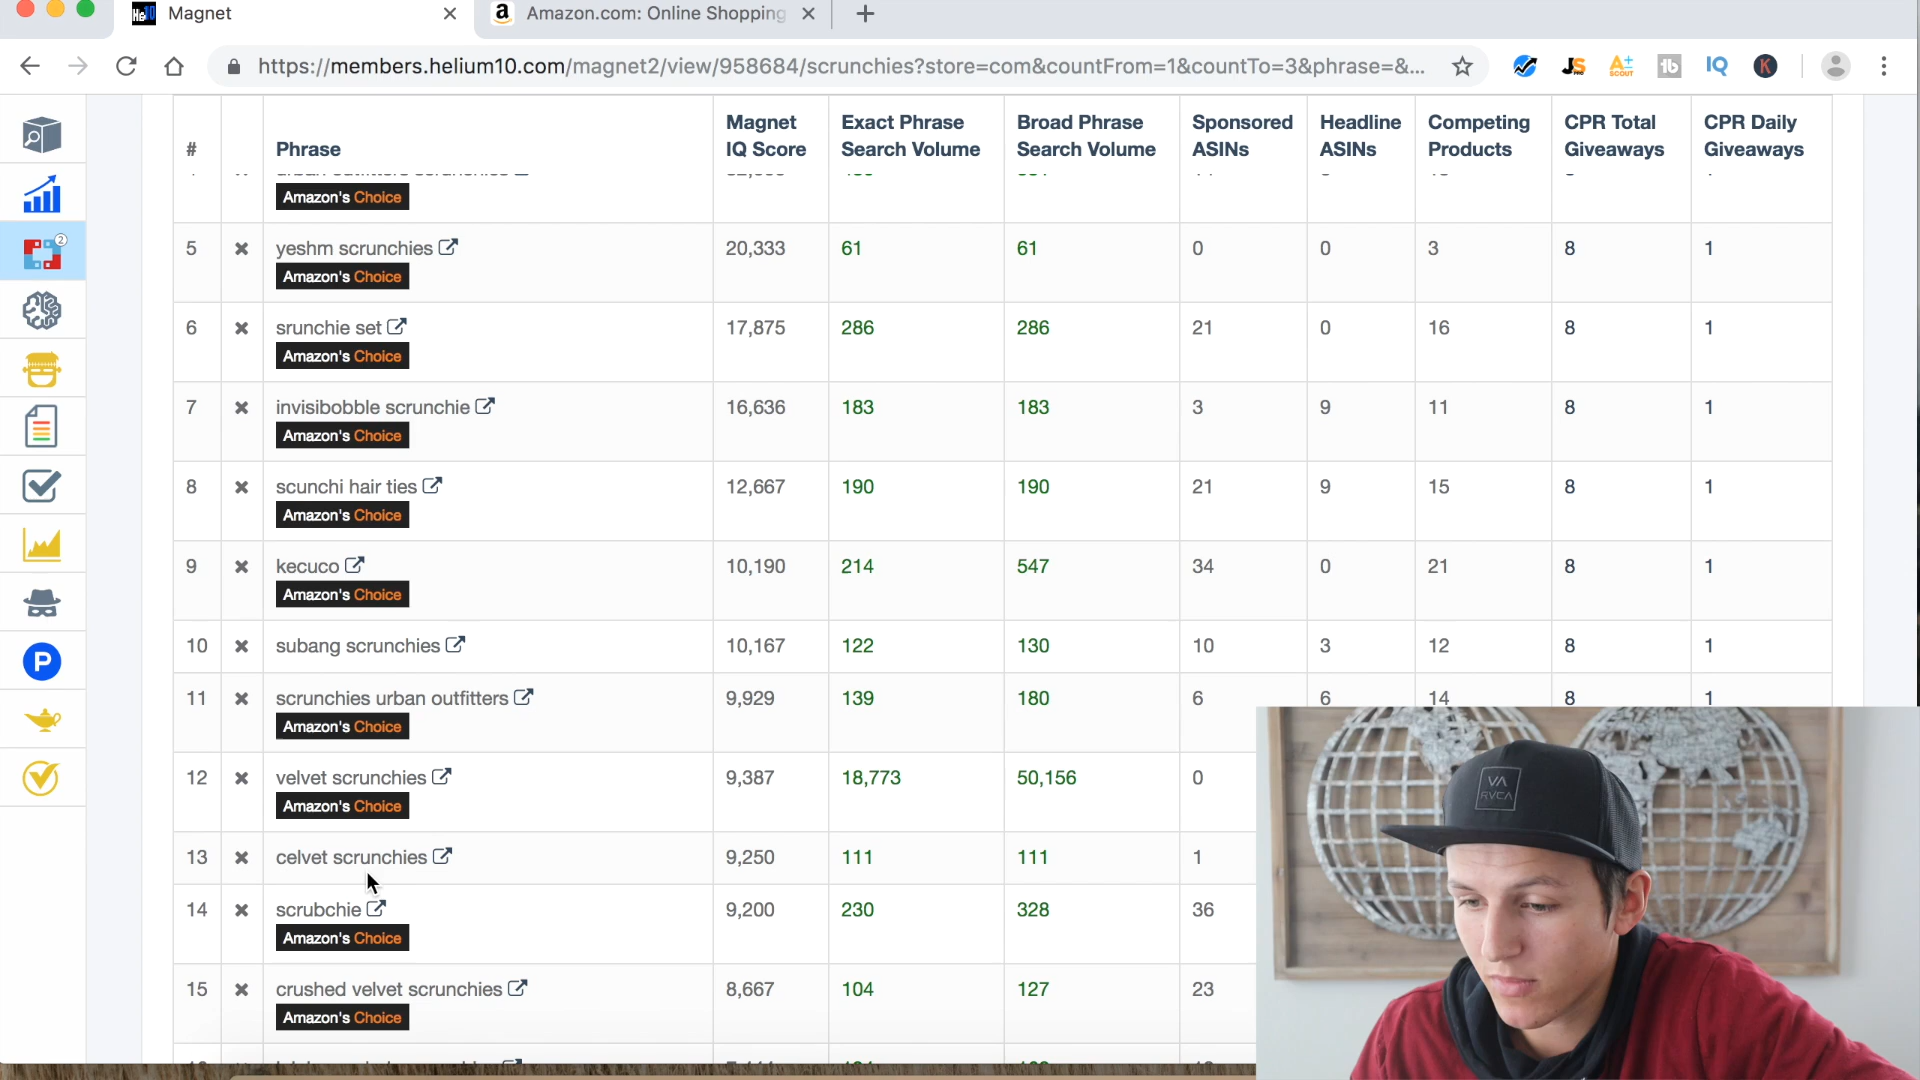 Magnet
Amazon.com: Online Shopping
https://members.helium10.com/magnet2/view/958684/scrunchies?store=com&countFrom=1&countTo=3&phrase=&...
# Phrase Magnet IQ Score Exact Phrase Search Volume Broad Phrase Search Volume Sponsored ASINs Headline ASINs Competing Products CPR Total Giveaways CPR Daily Giveaways
Amazon's Choice
5 yeshm scrunchies 20,333 61 61 0 0 3 8 1
Amazon's Choice
6 srunchie set 17,875 286 286 21 0 16 8 1
Amazon's Choice
7 invisibobble scrunchie 16,636 183 183 3 9 11 8 1
Amazon's Choice
8 scunchi hair ties 12,667 190 190 21 9 15 8 1
Amazon's Choice
9 kecuco 10,190 214 547 34 0 21 8 1
Amazon's Choice
10 subang scrunchies 10,167 122 130 10 3 12 8 1
11 scrunchies urban outfitters 9,929 139 180 6 6 14 8 1
Amazon's Choice
12 velvet scrunchies 9,387 18,773 50,156 0
Amazon's Choice
13 celvet scrunchies 9,250 111 111 1
14 scrubchie 9,200 230 328 36
Amazon's Choice
15 crushed velvet scrunchies 8,667 104 127 23
Amazon's Choice
VA
RVCA